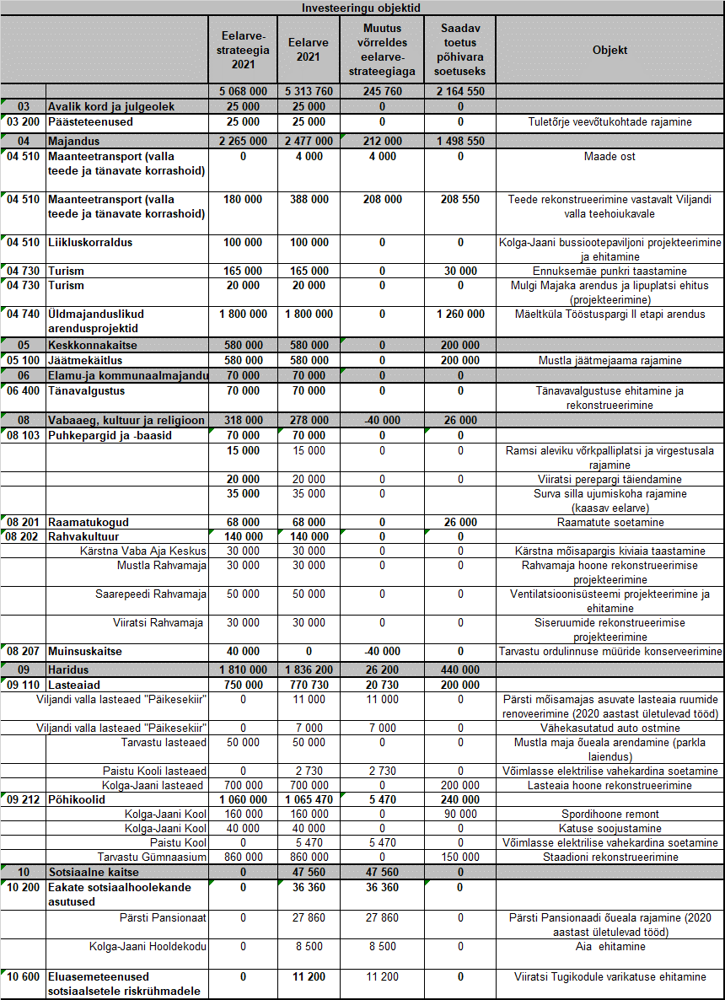 Investeeringu objektid
Eelarve-
strateegia
2021
Eelarve
2021
Muutus
võrreldes
eelarve-
strateegiaga
Saadav
toetus
põhivara
soetuseks
Objekt
5 068 000 5 313 760 245 760 2 164 550
03 Avalik kord ja julgeolek 25 000 25 000 0 0
03 200 Päästeteenused 25 000 25 000 0 0 Tuletõrje veevõtukohtade rajamine
04 Majandus 2 265 000 2 477 000 212 000 1 498 550
04 510 Maanteetransport (valla 0 4 000 4 000 0 Maade ost
teede ja tänavate korrashoid)
04 510 Maanteetransport (valla 180 000 388 000 208 000 208 550 Teede rekonstrueerimine vastavalt Viljandi
teede ja tänavate korrashoid) valla teehoiukavale
04 510 Liikluskorraldus 100 000 100 000 0 0 Kolga-Jaani bussiootepaviljoni projekteerimine
ja ehitamine
04 730 Turism 165 000 165 000 0 30 000 Ennuksemäe punkri taastamine
04 730 Turism 20 000 20 000 0 0 Mulgi Majaka arendus ja lipuplatsi ehitus
(projekteerimine)
04 740 Üldmajanduslikud 1 800 000 1 800 000 0 1 260 000 Mäeltküla Tööstuspargi II etapi arendus
arendusprojektid
05 Keskkonnakaitse 580 000 580 000 0 200 000
05 100 Jäätmekäitlus 580 000 580 000 0 200 000 Mustla jäätmejaama rajamine
06 Elamu-ja kommunaalmajandu 70 000 70 000 0 0
06 400 Tänavalgustus 70 000 70 000 0 0 Tänavavalgustuse ehitamine ja
rekonstrueerimine
08 Vabaaeg, kultuur ja religioon 318 000 278 000 -40 000 26 000
08 103 Puhkepargid ja -baasid 70 000 70 000 0 0
15 000 15 000 0 0 Ramsi aleviku võrkpalliplatsi ja virgestusala
rajamine
20 000 20 000 0 0 Viiratsi perepargi täiendamine
35 000 35 000 0 Surva silla ujumiskoha rajamine
(kaasav eelarve)
08 201 Raamatukogud 68 000 68 000 0 26 000 Raamatute soetamine
08 202 Rahvakultuur 140 000 140 000 0 0
Kärstna Vaba Aja Keskus 30 000 30 000 0 0 Kärstna mõisapargis kiviaia taastamine
Mustla Rahvamaja 30 000 30 000 0 0 Rahvamaja hoone rekonstrueerimise
projekteerimine
Saarepeedi Rahvamaja 50 000 50 000 0 0 Ventilatsioonisüsteemi projekteerimine ja
ehitamine
Viiratsi Rahvamaja 30 000 30 000 0 0 Siseruumide rekonstrueerimise
projekteerimine
08 207 Muinsuskaitse 40 000 0 -40 000 0 Tarvastu ordulinnuse müüride konserveerimine
09 Haridus 1 810 000 1 836 200 26 200 440 000
09 110 Lasteaiad 750 000 770 730 20 730 200 000
Viljandi valla lasteaed "Päikesekiir" 0 11 000 11 000 0 Pärsti mõisamajas asuvate lasteaia ruumide
renoveerimine (2020 aastast ületulevad tööd)
Viljandi valla lasteaed "Päikesekiir" 0 7 000 7 000 0 Vähekasutatud auto ostmine
Tarvastu lasteaed 50 000 50 000 0 0 Mustla maja õueala arendamine (parkla
laiendus)
Paistu Kooli lasteaed 0 2 730 2 730 0 Võimlasse elektrilise vahekardina soetamine
Kolga-Jaani lasteaed 700 000 700 000 0 200 000 Lasteaia hoone rekonstrueerimine
09 212 Põhikoolid 1 060 000 1 065 470 5 470 240 000
Kolga-Jaani Kool 160 000 160 000 0 90 000 Spordihoone remont
Kolga-Jaani Kool 40 000 40 000 0 0 Katuse soojustamine
Paistu Kool 0 5 470 5 470 0 Võimlasse elektrilise vahekardina soetamine
Tarvastu Gümnaasium 860 000 860 000 0 150 000 Staadioni rekonstrueerimine
10 Sotsiaalne kaitse 0 47 560 47 560 0
10 200 Eakate sotsiaalhoolekande 0 36 360 36 360 0
asutused
Pärsti Pansionaat 0 27 860 27 860 0 Pärsti Pansionaadi õueala rajamine (2020
aastast ületulevad tööd)
Kolga-Jaani Hooldekodu 0 8 500 8 500 0 Aia ehitamine
10 600 Eluasemeteenused 0 11 200 11 200 0 Viiratsi Tugikodule varikatuse ehitamine
sotsiaalsetele riskrühmadele